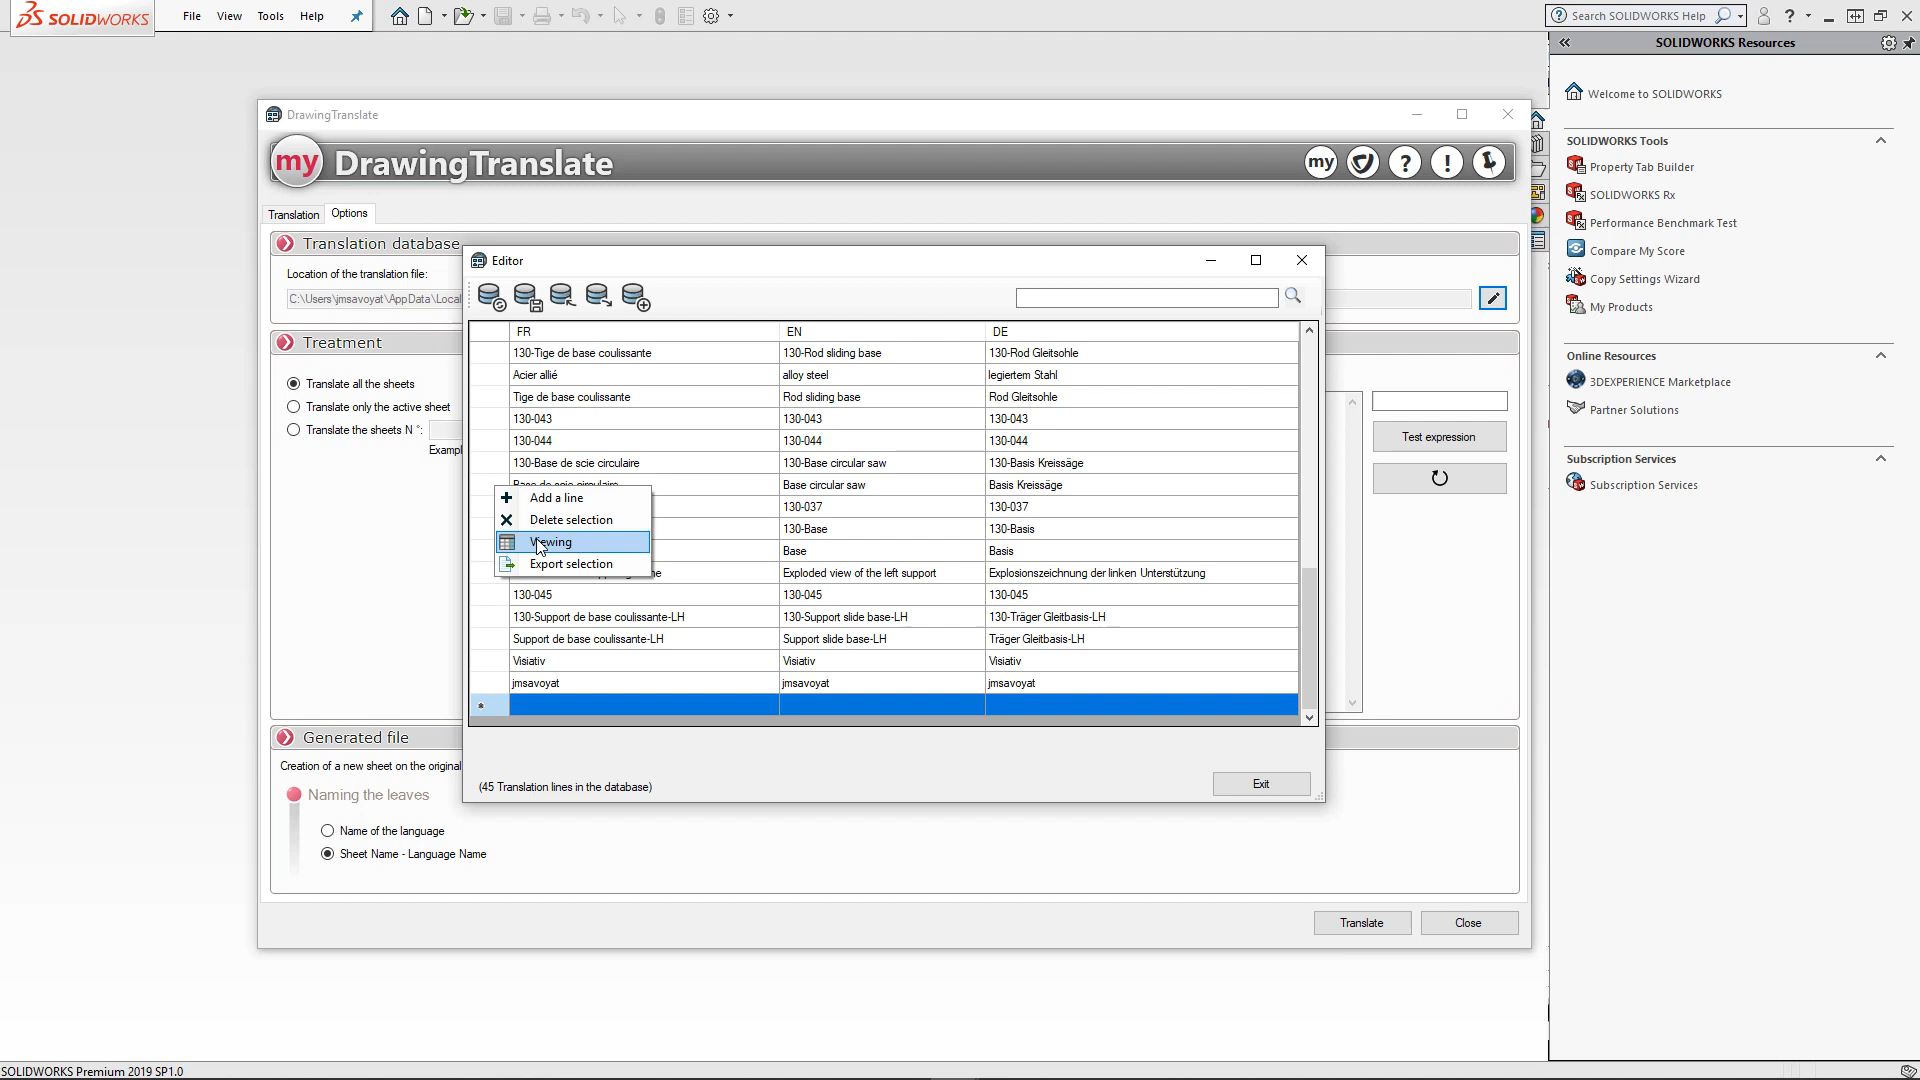 SOLIDWORKS
File View Tools Help
Search SOLIDWORKS Help
SOLIDWORKS Resources
Welcome to SOLIDWORKS
SOLIDWORKS Tools
Property Tab Builder
SOLIDWORKS Rx
Performance Benchmark Test
Compare My Score
Copy Settings Wizard
My Products
Online Resources
3DEXPERIENCE Marketplace
Partner Solutions
Subscription Services
Subscription Services
DrawingTranslate
my DrawingTranslate
my ? !
Translation Options
Translation database
Location of the translation file:
C:\Users\jmsavoyat\AppData\Local
Treatment
Translate all the sheets
Translate only the active sheet
Translate the sheets N °:
Exampl
Test expression
Generated file
Creation of a new sheet on the original
Naming the leaves
Name of the language
Sheet Name - Language Name
Translate Close
Editor
FR EN DE
130-Tige de base coulissante 130-Rod sliding base 130-Rod Gleitsohle
Acier allié alloy steel legiertem Stahl
Tige de base coulissante Rod sliding base Rod Gleitsohle
130-043 130-043 130-043
130-044 130-044 130-044
130-Base de scie circulaire 130-Base circular saw 130-Basis Kreissäge
Base de scie circulaire Base circular saw Basis Kreissäge
130-037 130-037
130-Base 130-Basis
Base Basis
Exploded view of the left support Explosionszeichnung der linken Unterstützung
130-045 130-045 130-045
130-Support de base coulissante-LH 130-Support slide base-LH 130-Träger Gleitbasis-LH
Support de base coulissante-LH Support slide base-LH Träger Gleitbasis-LH
Visiativ Visiativ Visiativ
jmsavoyat jmsavoyat jmsavoyat
Add a line
Delete selection
Viewing
Export selection
(45 Translation lines in the database)
Exit
SOLIDWORKS Premium 2019 SP1.0